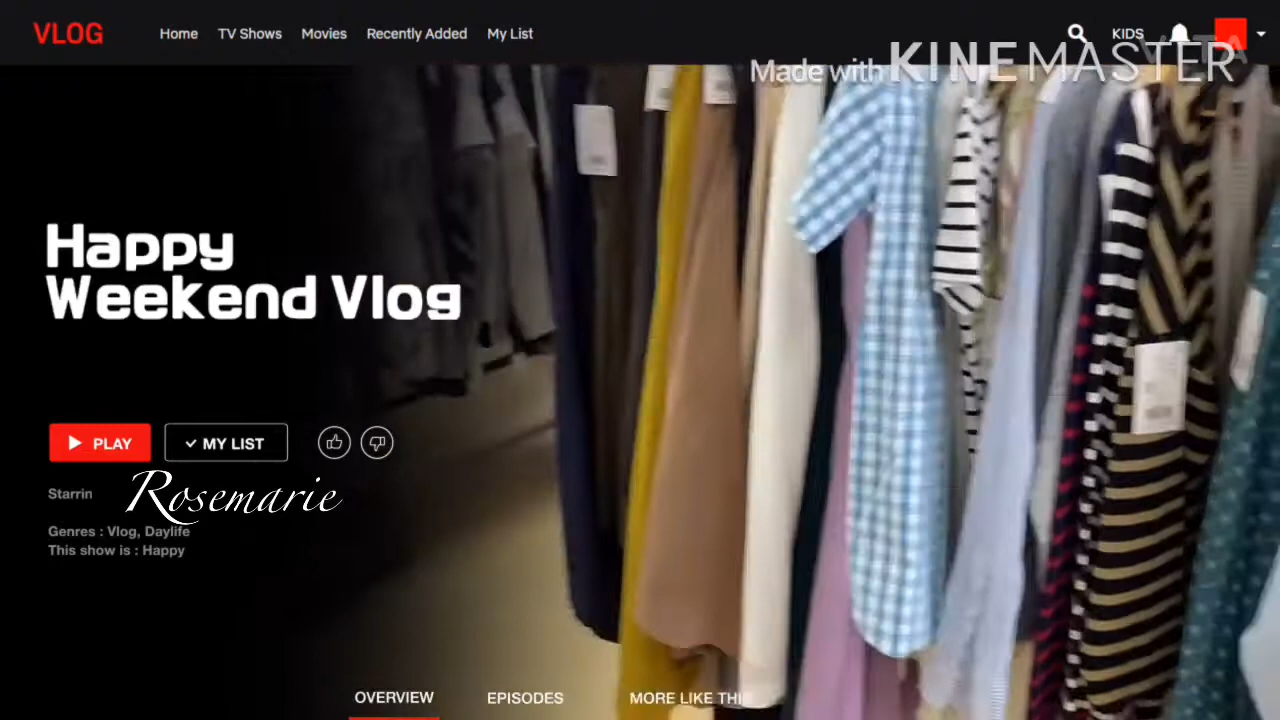 VLOG Home TV Shows Movies Recently Added My List KIDS
Made with KINEMASTER
Happy
Weekend Vlog
PLAY MY LIST
Starrin Rosemarie
Genres : Vlog, Daylife
This show is : Happy
OVERVIEW EPISODES MORE LIKE THIS